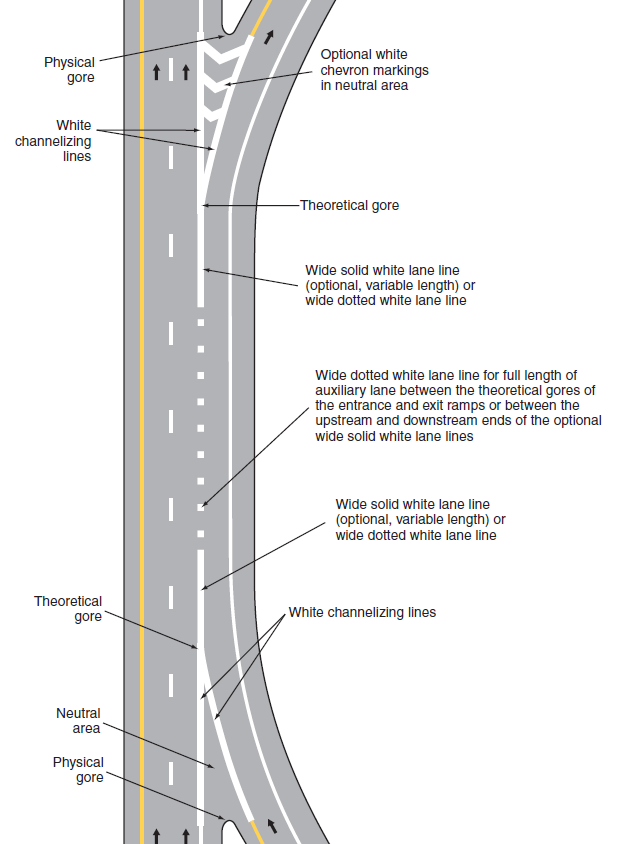 Physical
gore
Optional white
chevron markings
in neutral area
White
channelizing
lines
Theoretical gore
Wide solid white lane line
(optional, variable length) or
wide dotted white lane line
Wide dotted white lane line for full length of
auxiliary lane between the theoretical gores of
the entrance and exit ramps or between the
upstream and downstream ends of the optional
wide solid white lane lines
Wide solid white lane line
(optional, variable length) or
wide dotted white lane line
Theoretical
gore
White channelizing lines
Neutral
area
Physical
gore